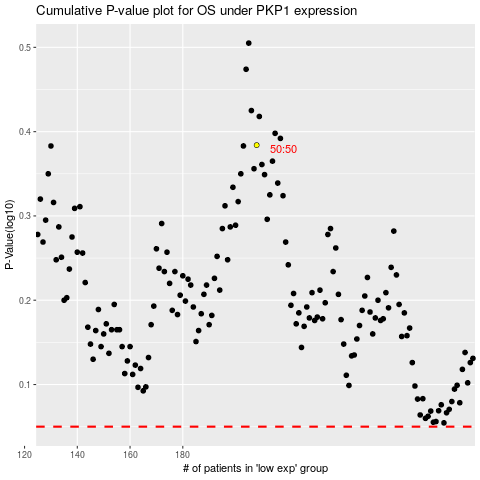 Cumulative P-value plot for OS under PKP1 expression
0.5
0.4
50:50
0.3
0.2
0.1
P-Value(log10)
120 140 160 180
# of patients in 'low exp' group